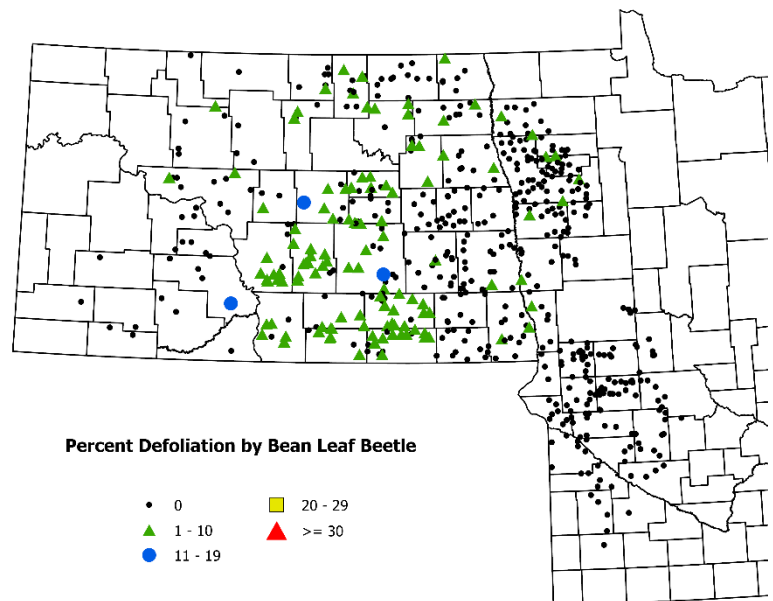 Percent Defoliation by Bean Leaf Beetle
0
1 - 10
11 - 19
20 - 29
>= 30